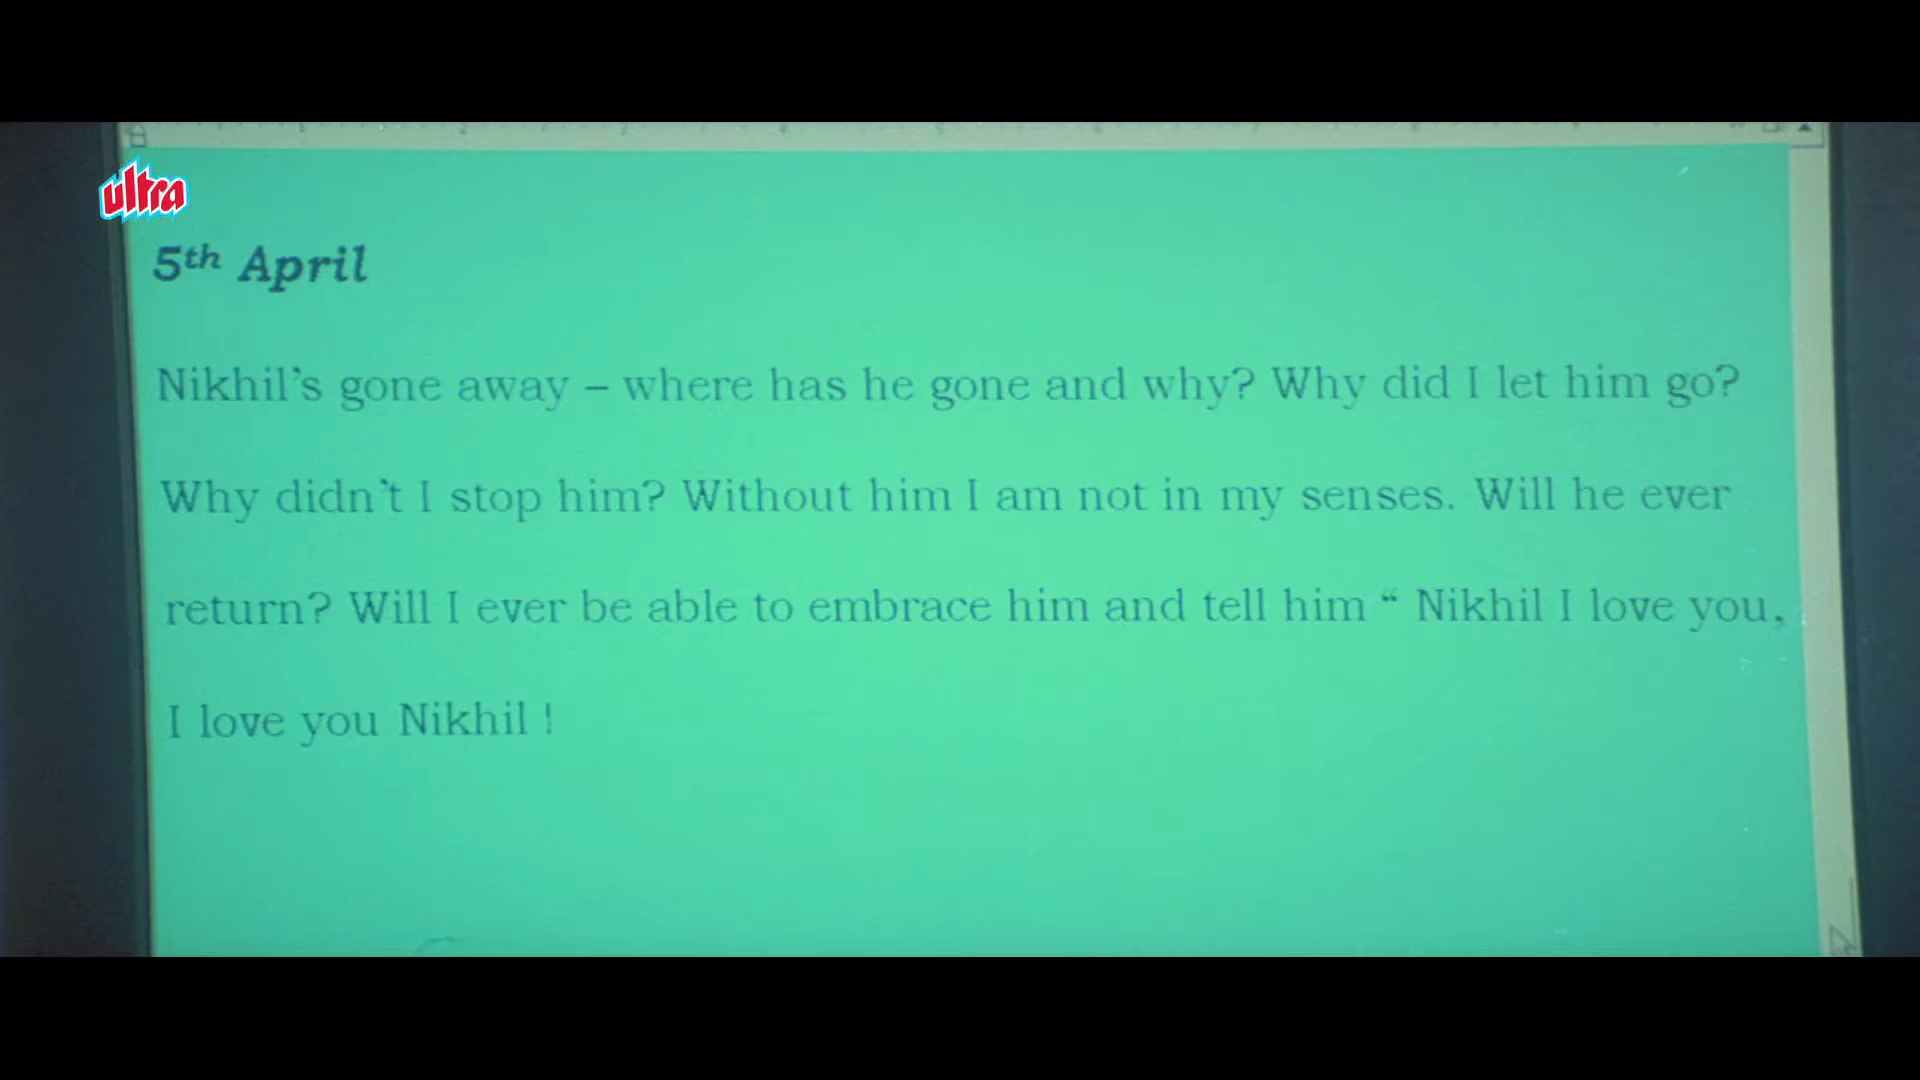 ultra
5th April
Nikhil's gone away – where has he gone and why? Why did I let him go?
Why didn't I stop him? Without him I am not in my senses. Will he ever
return? Will I ever be able to embrace him and tell him “ Nikhil I love you,
I love you Nikhil !